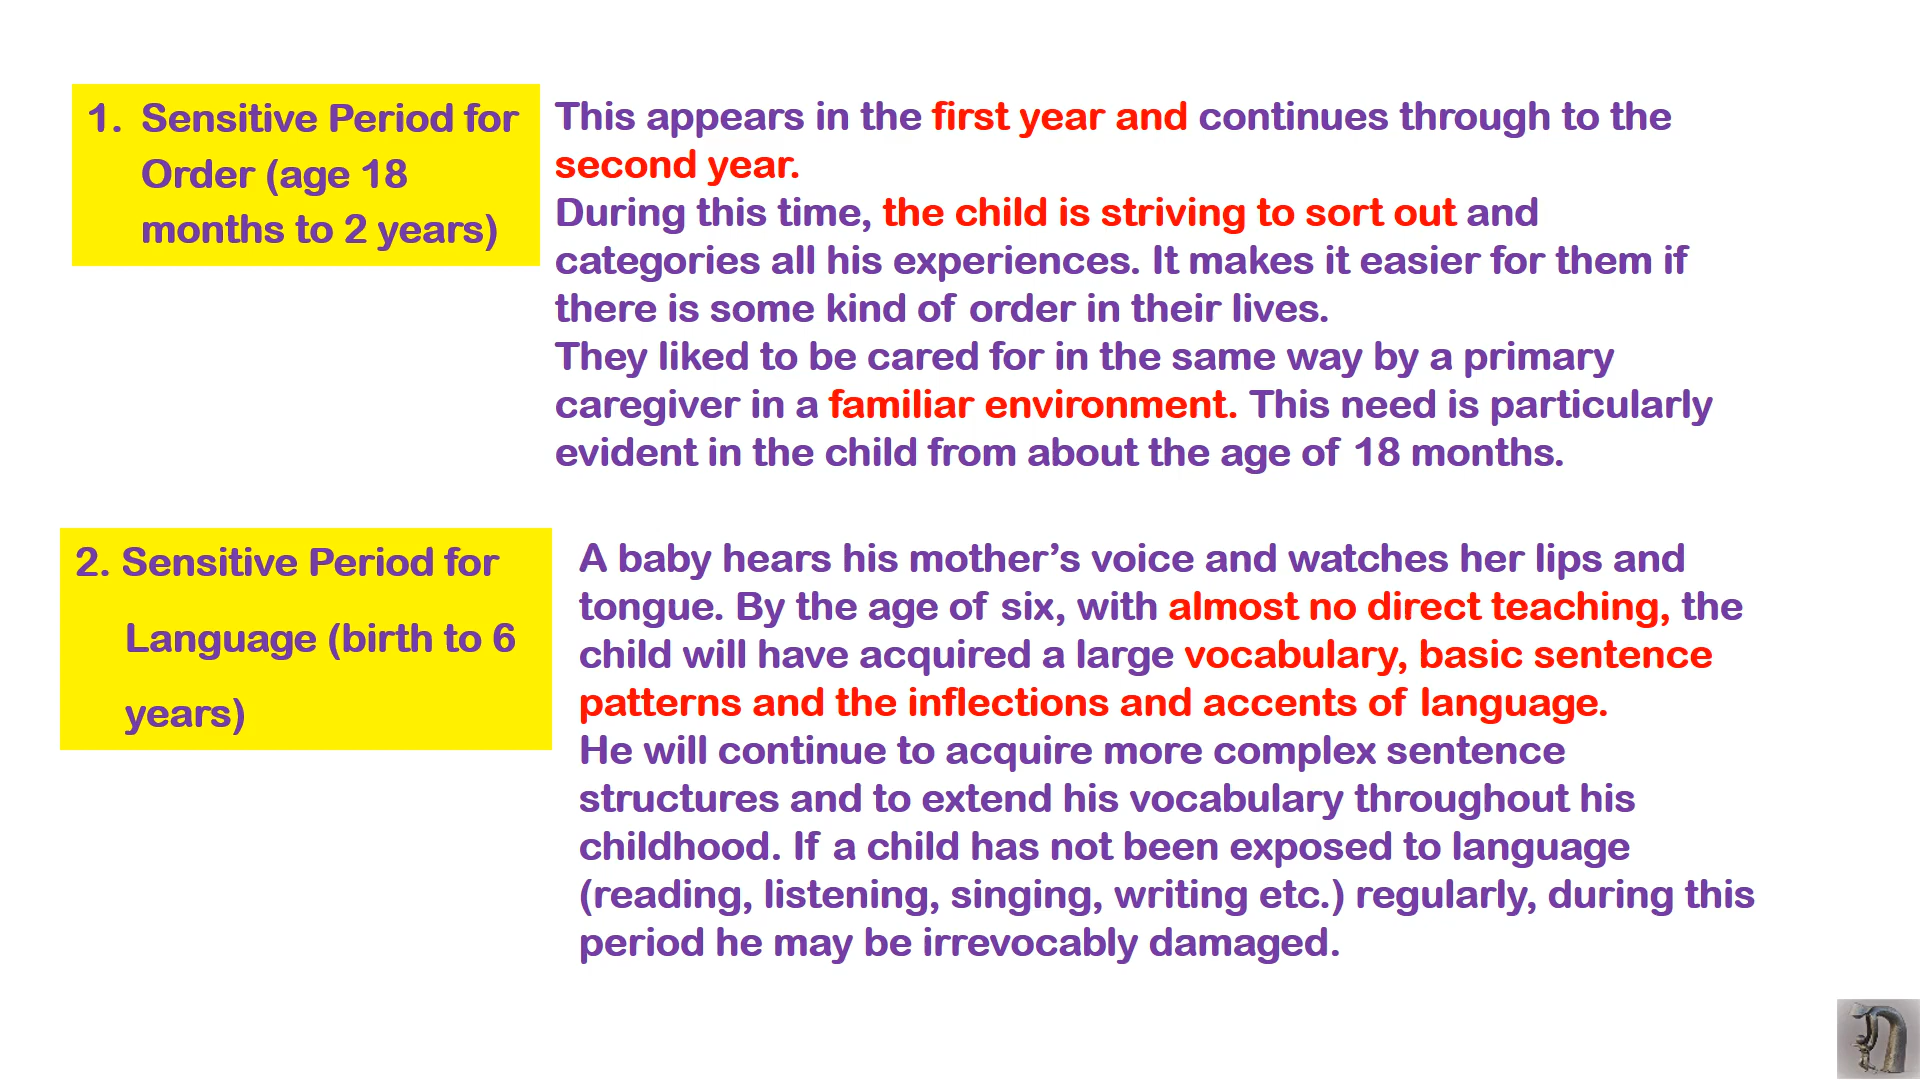 1. Sensitive Period for
Order (age 18
months to 2 years)
This appears in the first year and continues through to the
second year.
During this time, the child is striving to sort out and
categories all his experiences. It makes it easier for them if
there is some kind of order in their lives.
They liked to be cared for in the same way by a primary
caregiver in a familiar environment. This need is particularly
evident in the child from about the age of 18 months.
2. Sensitive Period for
Language (birth to 6
years)
A baby hears his mother’s voice and watches her lips and
tongue. By the age of six, with almost no direct teaching, the
child will have acquired a large vocabulary, basic sentence
patterns and the inflections and accents of language.
He will continue to acquire more complex sentence
structures and to extend his vocabulary throughout his
childhood. If a child has not been exposed to language
(reading, listening, singing, writing etc.) regularly, during this
period he may be irrevocably damaged.